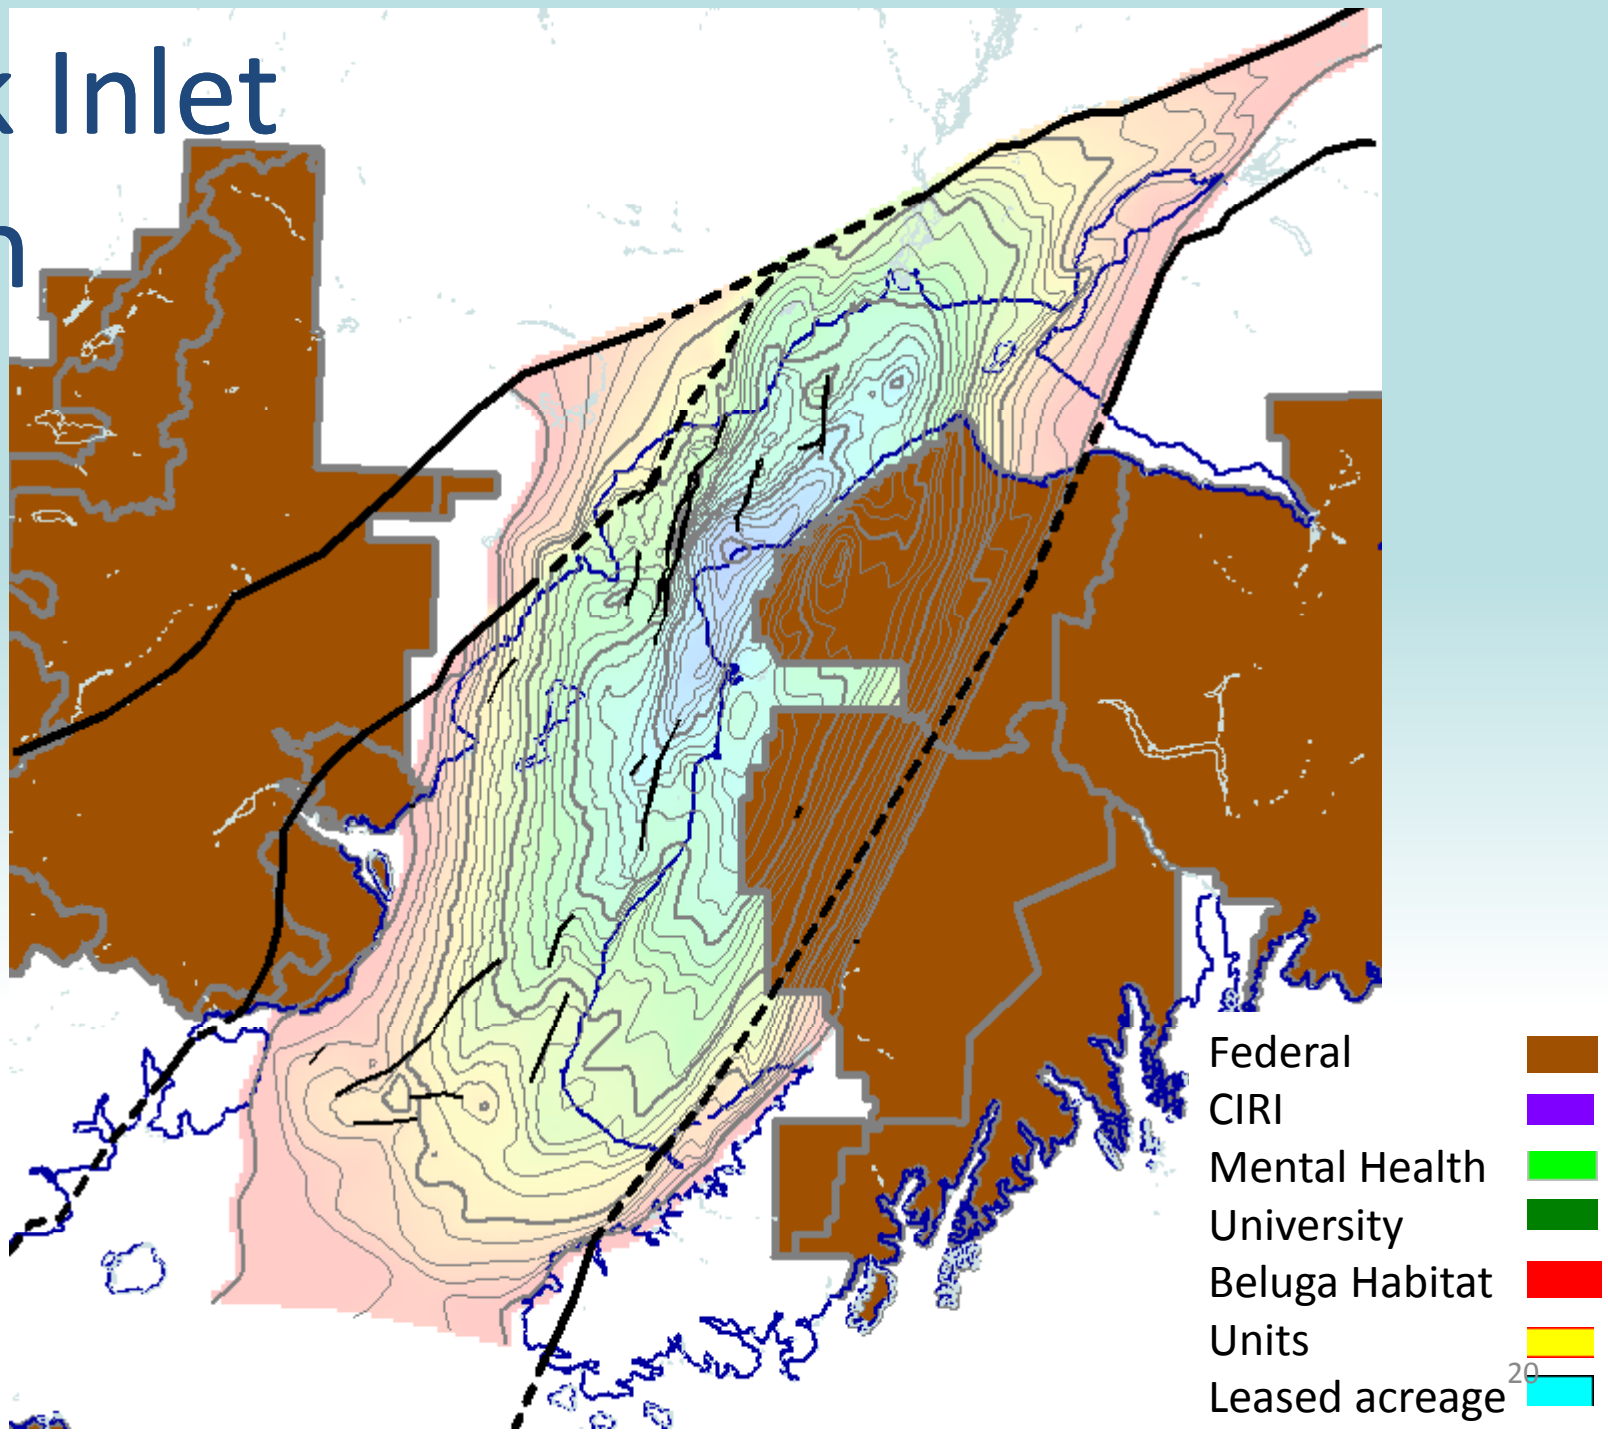 Inlet
Federal
CIRI
Mental Health
University
Beluga Habitat
Units
20
Leased acreage